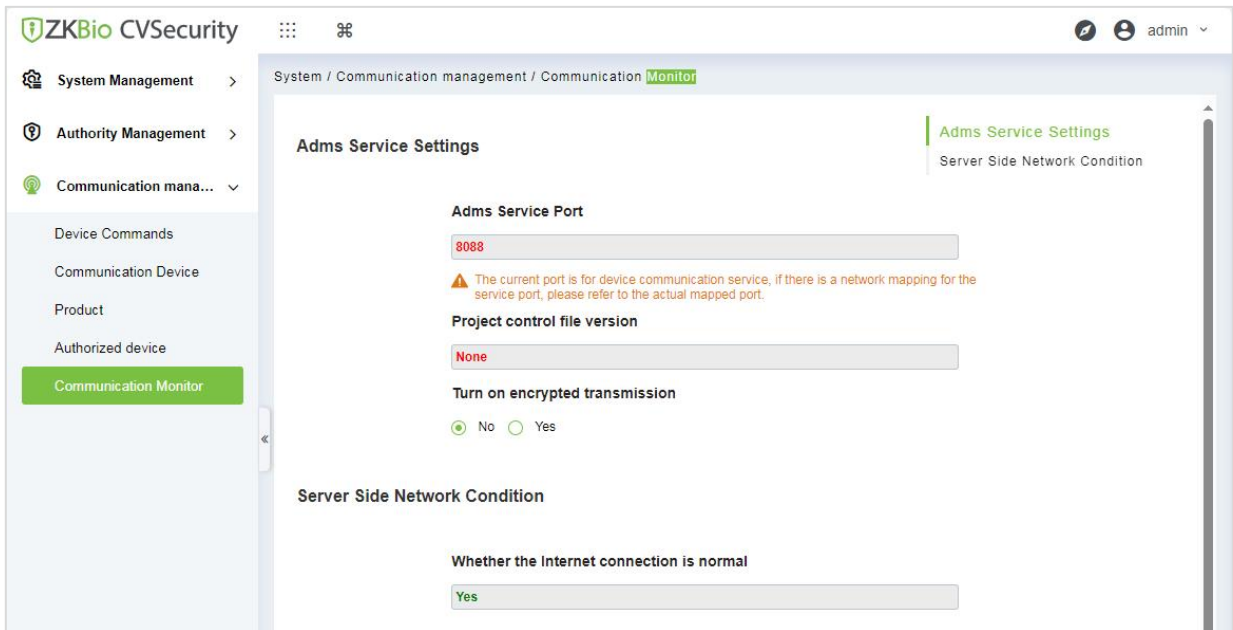 ZKBio CVSecurity
admin
System Management
Authority Management
Communication mana...
Device Commands
Communication Device
Product
Authorized device
Communication Monitor
System / Communication management / Communication Monitor
Adms Service Settings
Adms Service Settings
Server Side Network Condition
Adms Service Port
8088
The current port is for device communication service, if there is a network mapping for the
service port, please refer to the actual mapped port.
Project control file version
None
Turn on encrypted transmission
No Yes
Server Side Network Condition
Whether the Internet connection is normal
Yes